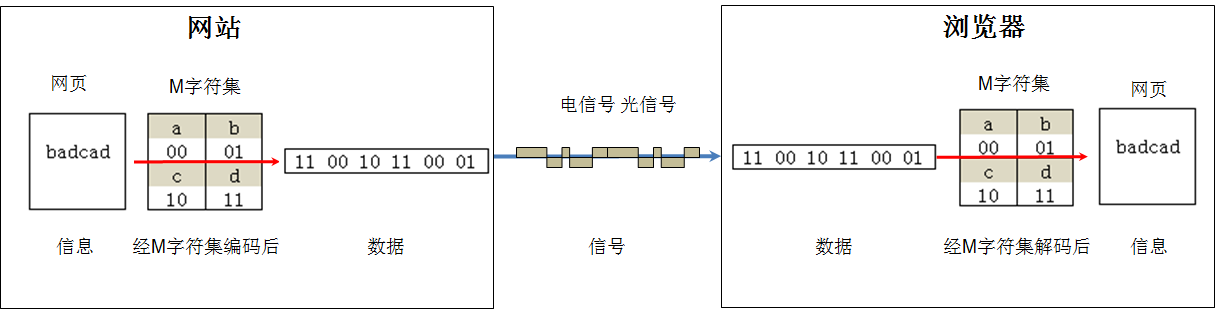 网站
网页
M字符集
badcad
a b
00 01
c d
10 11
11 00 10 11 00 01
信息
经M字符集编码后
数据
电信号 光信号
信号
浏览器
11 00 10 11 00 01
M字符集
a b
00 01
c d
10 11
网页
badcad
数据
经M字符集解码后
信息